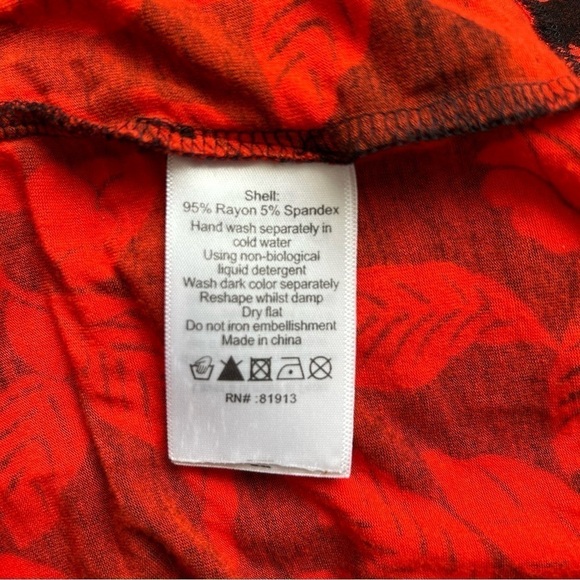 Shell:
95% Rayon 5% Spandex
Hand wash separately in
cold water
Using non-biological
liquid detergent
Wash dark color separately
Reshape whilst damp
Dry flat
Do not iron embellishment
Made in china
RN# :81913